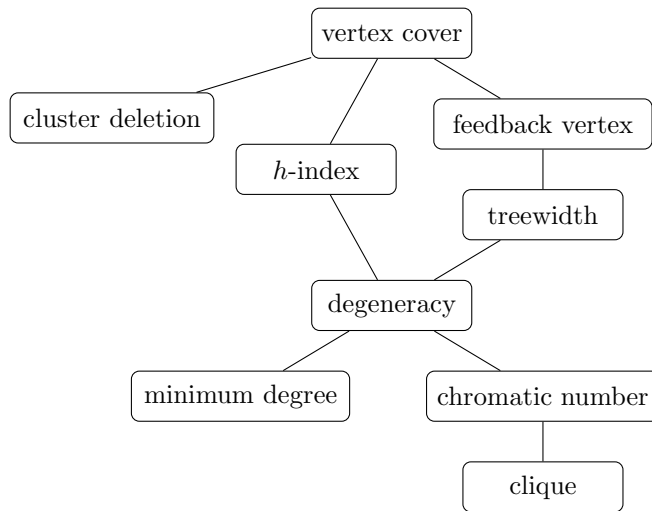 vertex cover
cluster deletion
feedback vertex
h-index
treewidth
degeneracy
minimum degree
chromatic number
clique